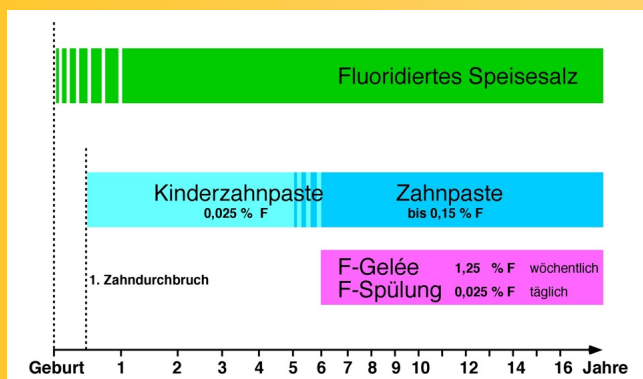 Fluoridiertes Speisesalz
Kinderzahnpaste
0,025 % F
Zahnpaste
bis 0,15 % F
F-Gelée 1,25 % F wöchentlich
F-Spülung 0,025 % F täglich
1. Zahndurchbruch
Geburt 1 2 3 4 5 6 7 8 9 10 12 14 16 Jahre